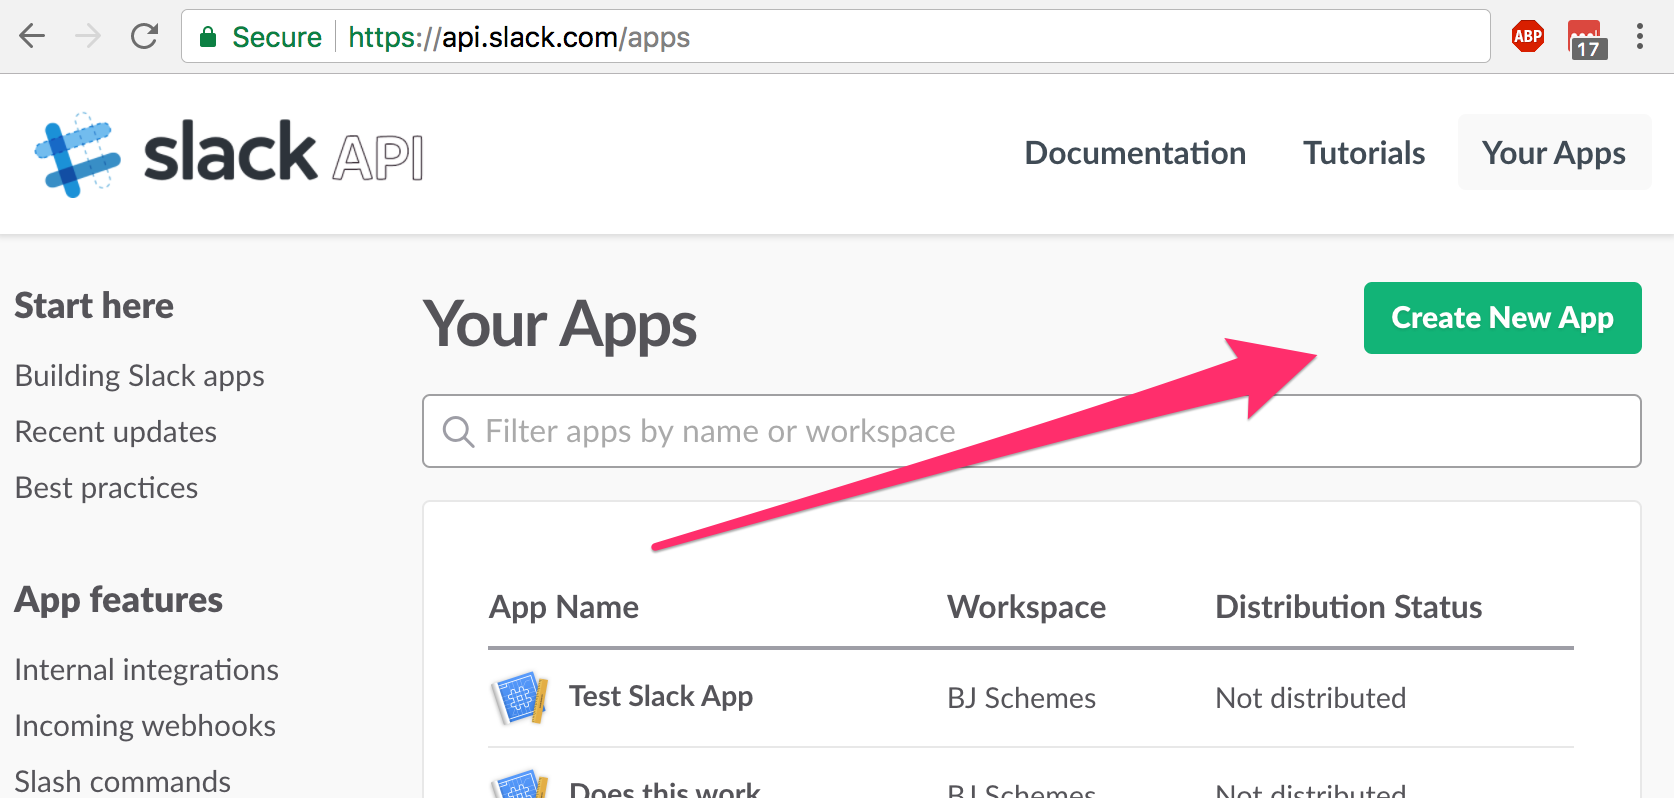 Secure https://api.slack.com/apps
ABP
17
slack API
Documentation Tutorials Your Apps
Start here
Building Slack apps
Recent updates
Best practices
App features
Internal integrations
Incoming webhooks
Slash commands
Your Apps
Create New App
Filter apps by name or workspace
App Name Workspace Distribution Status
Test Slack App BJ Schemes Not distributed
Does this work BJ Schemes Not distributed